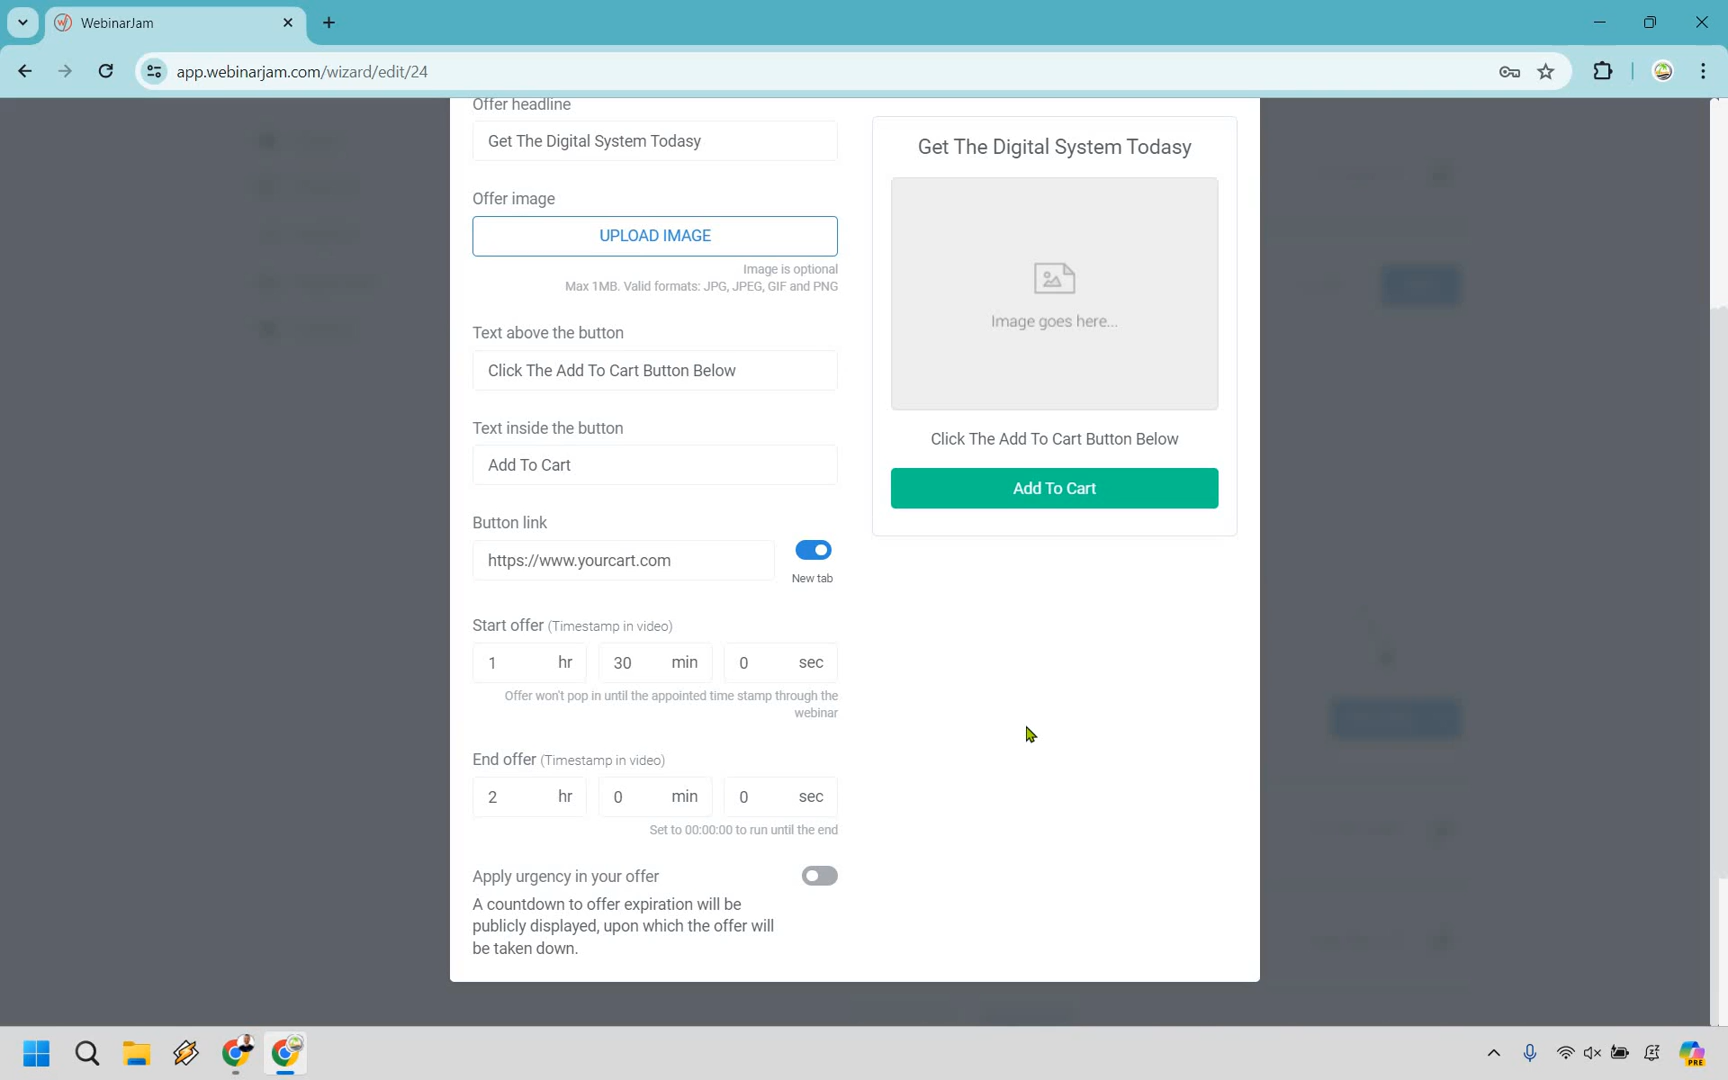 WebinarJam
app.webinarjam.com/wizard/edit/24
Offer headline
Get The Digital System Todasy
Offer image
UPLOAD IMAGE
Image is optional
Max 1MB. Valid formats: JPG, JPEG, GIF and PNG
Text above the button
Click The Add To Cart Button Below
Text inside the button
Add To Cart
Button link
https://www.yourcart.com
New tab
Start offer (Timestamp in video)
1 hr 30 min 0 sec
Offer won't pop in until the appointed time stamp through the
webinar
End offer (Timestamp in video)
2 hr 0 min 0 sec
Set to 00:00:00 to run until the end
Apply urgency in your offer
A countdown to offer expiration will be
publicly displayed, upon which the offer will
be taken down.
Get The Digital System Todasy
Image goes here...
Click The Add To Cart Button Below
Add To Cart
PRE